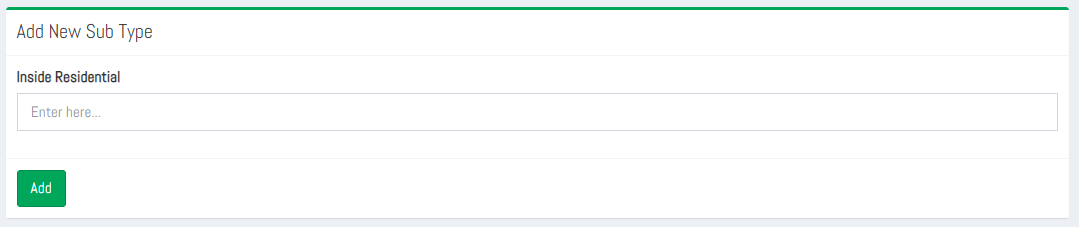 Add New Sub Type
Inside Residential
Enter here...
Add